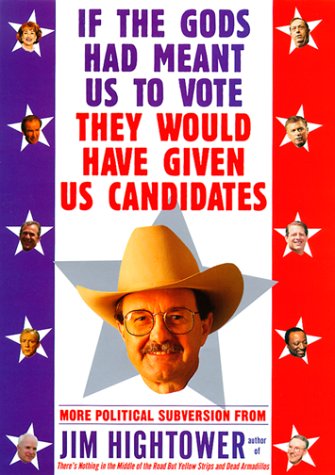 IF THE GODS
HAD MEANT
US TO VOTE
THEY WOULD
HAVE GIVEN
US CANDIDATES
MORE POLITICAL SUBVERSION FROM
JIM HIGHTOWER author of
There's Nothing in the Middle of the Road But Yellow Strips and Dead Armadillos